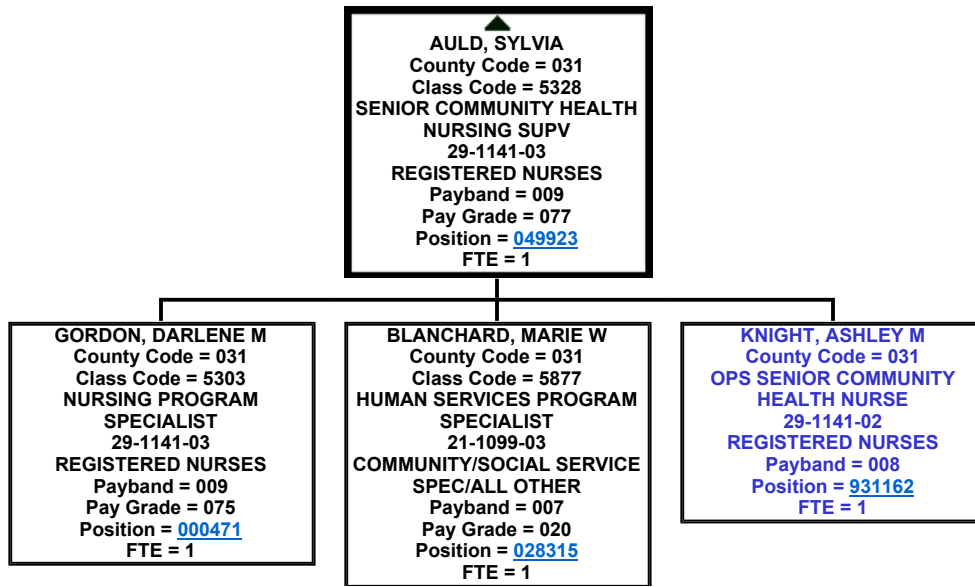 AULD, SYLVIA
County Code = 031
Class Code = 5328
SENIOR COMMUNITY HEALTH
NURSING SUPV
29-1141-03
REGISTERED NURSES
Payband = 009
Pay Grade = 077
Position = 049923
FTE = 1
GORDON, DARLENE M
County Code = 031
Class Code = 5303
NURSING PROGRAM
SPECIALIST
29-1141-03
REGISTERED NURSES
Payband = 009
Pay Grade = 075
Position = 000471
FTE = 1
BLANCHARD, MARIE W
County Code = 031
Class Code = 5877
HUMAN SERVICES PROGRAM
SPECIALIST
21-1099-03
COMMUNITY/SOCIAL SERVICE
SPEC/ALL OTHER
Payband = 007
Pay Grade = 020
Position = 028315
FTE = 1
KNIGHT, ASHLEY M
County Code = 031
OPS SENIOR COMMUNITY
HEALTH NURSE
29-1141-02
REGISTERED NURSES
Payband = 008
Position = 931162
FTE = 1